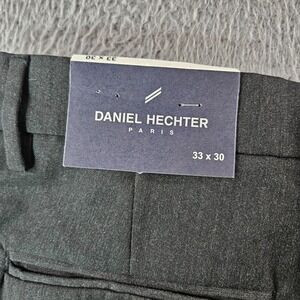 33 x 30
DANIEL HECHTER
PARIS
33 x 30